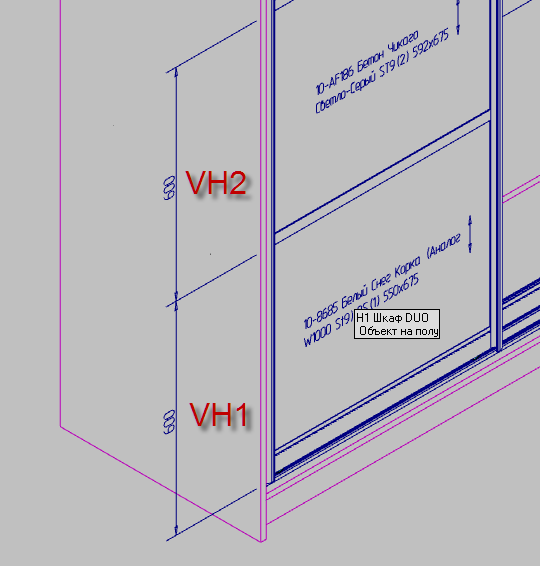 10-AF186 Бетон Чикаго
Светло-Серый ST9(2) 592x675
600
VH2
10-8685 Белый Снег Корка (Аналог
W1000 ST9) BS(1) 550x675
H1 Шкаф DUO
Объект на полу
600
VH1